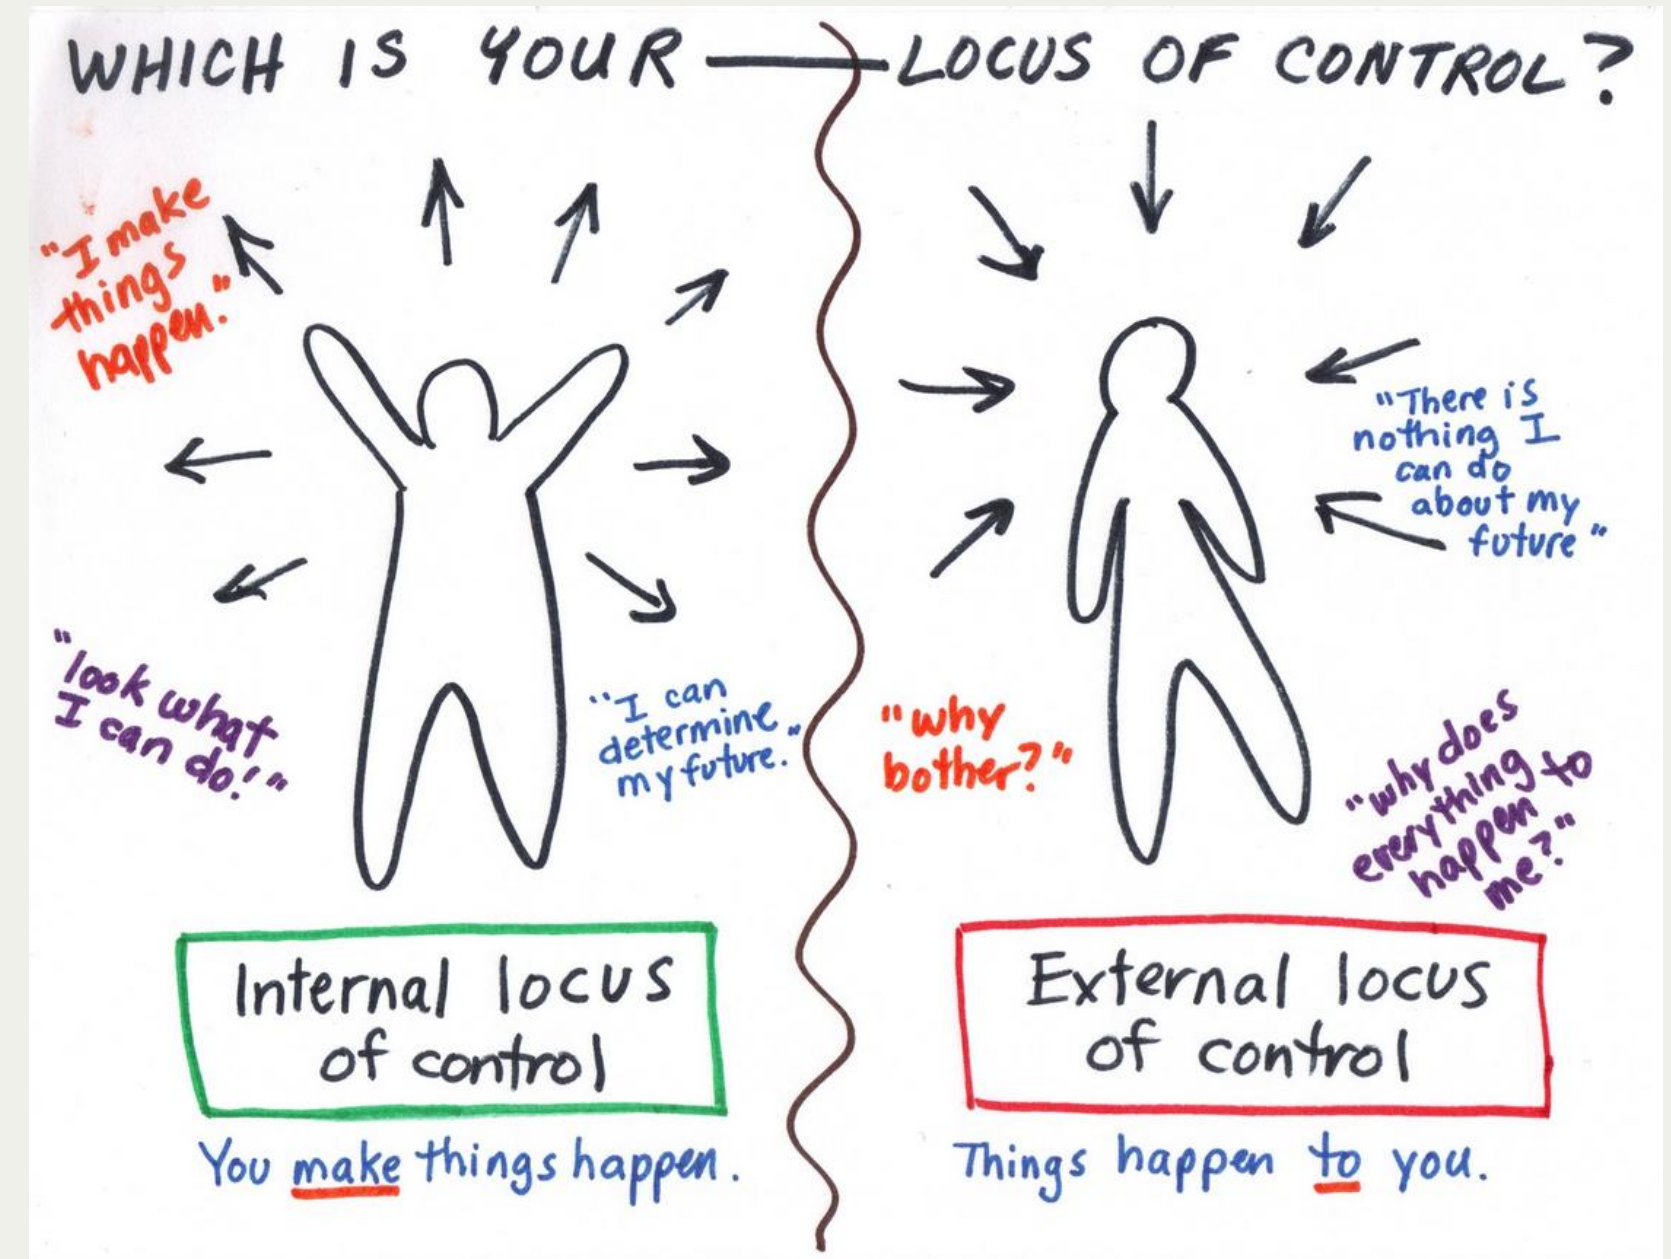 WHICH IS YOUR — LOCUS OF CONTROL?
"I make
things
happen."
"look what
I can do!"
"I can
determine
my future."
Internal locus
of control
You make things happen.
"There is
nothing I
can do
about my
future"
"why
bother?"
"why does
everything to
happen
me?"
External locus
of control
Things happen to you.